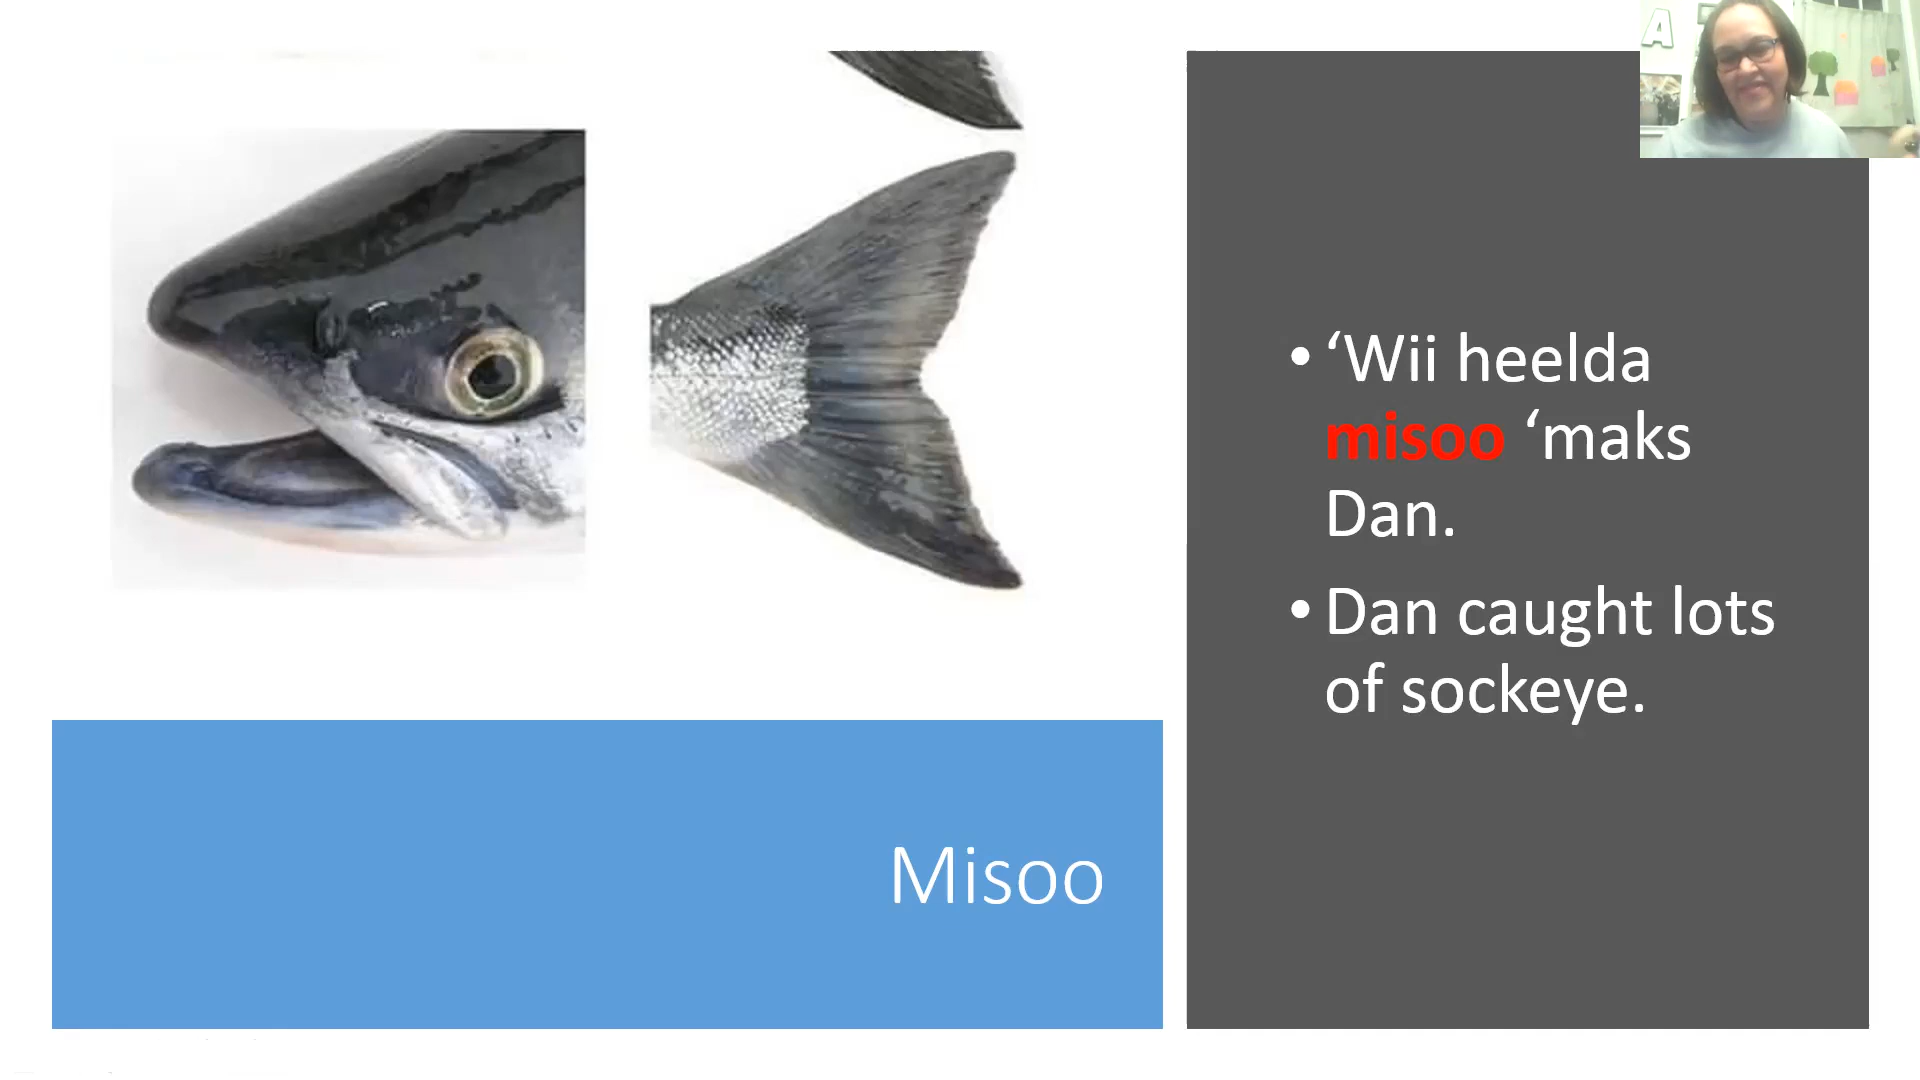 ‘Wii heelda
misoo ‘maks
Dan.
Dan caught lots
of sockeye.
Misoo
A